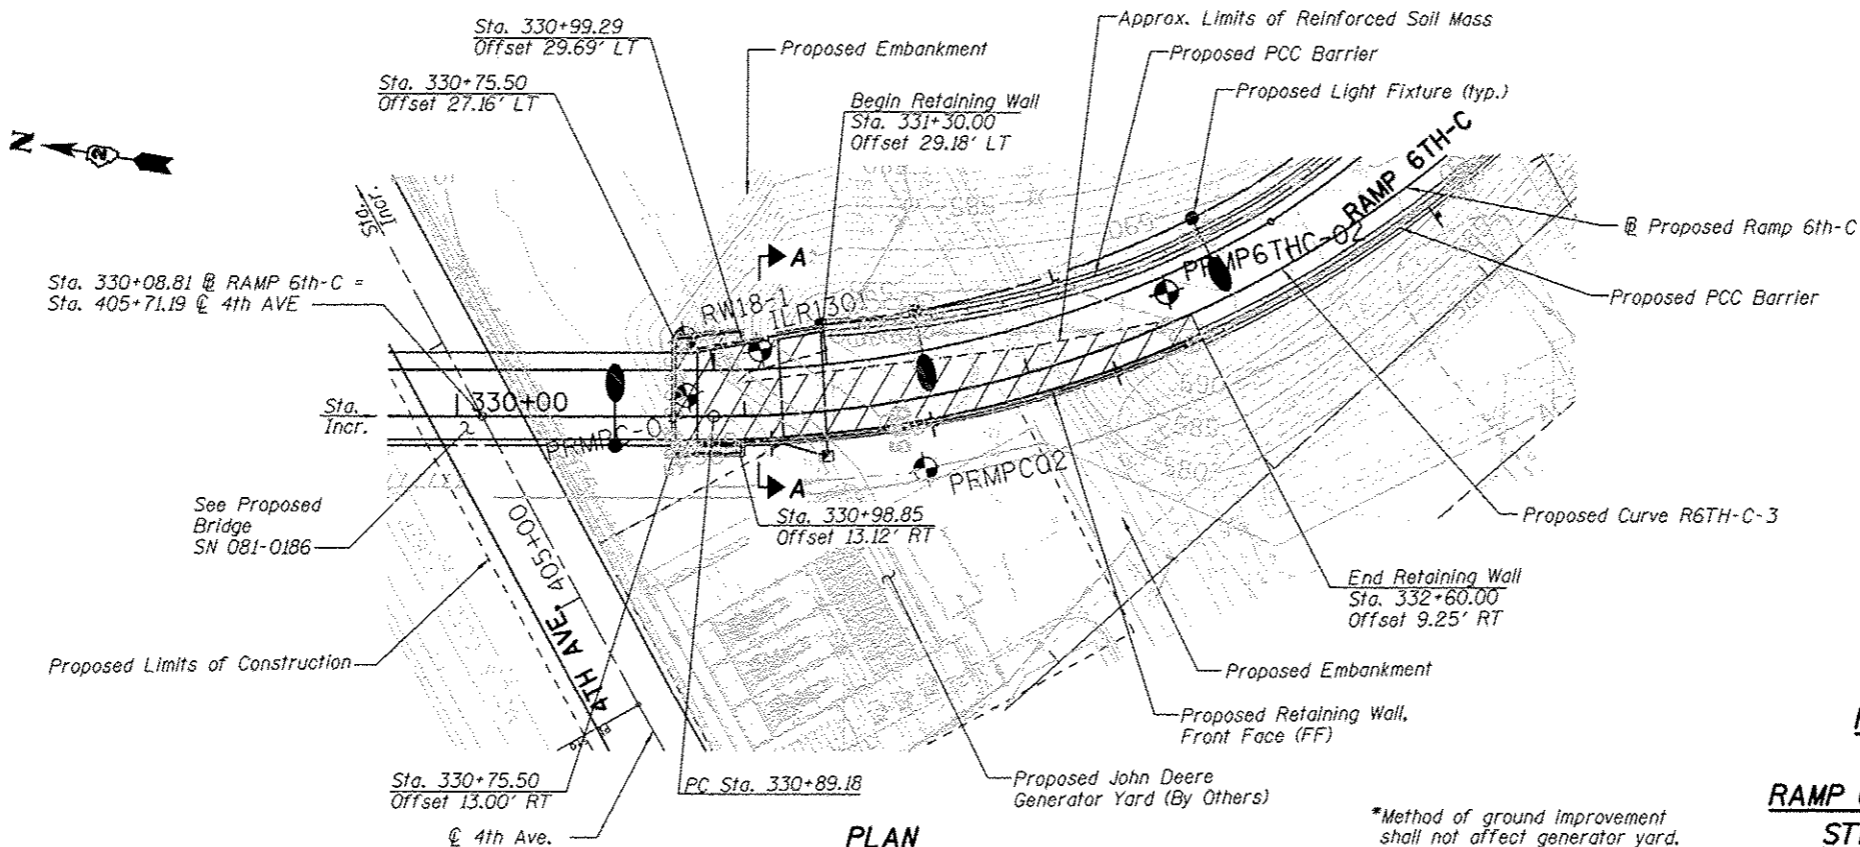 Sta. 330+99.29
Offset 29.69' LT
Sta. 330+75.50
Offset 27.16' LT
Proposed Embankment
Begin Retaining Wall
Sta. 331+30.00
Offset 29.18' LT
Approx. Limits of Reinforced Soil Mass
Proposed PCC Barrier
Proposed Light Fixture (typ.)
N
2
Sta.
Incr.
RAMP 6TH-C
℄ Proposed Ramp 6th-C
Proposed PCC Barrier
Sta. 330+08.81 ℄ RAMP 6th-C =
Sta. 405+71.19 ℄ 4th AVE
A
RW18-1
PRMP6THC-02
Sta.
Incr.
330+00
585
690
590
585
580
PRMPC02
A
Sta. 330+98.85
Offset 13.12' RT
See Proposed
Bridge
SN 081-0186
405+00
4TH AVE.
Proposed Curve R6TH-C-3
End Retaining Wall
Sta. 332+60.00
Offset 9.25' RT
Proposed Limits of Construction
Proposed Embankment
Proposed Retaining Wall,
Front Face (FF)
Sta. 330+75.50
Offset 13.00' RT
PC Sta. 330+89.18
Proposed John Deere
Generator Yard (By Others)
℄ 4th Ave.
PLAN
*Method of ground improvement
shall not affect generator yard.
RAMP
ST